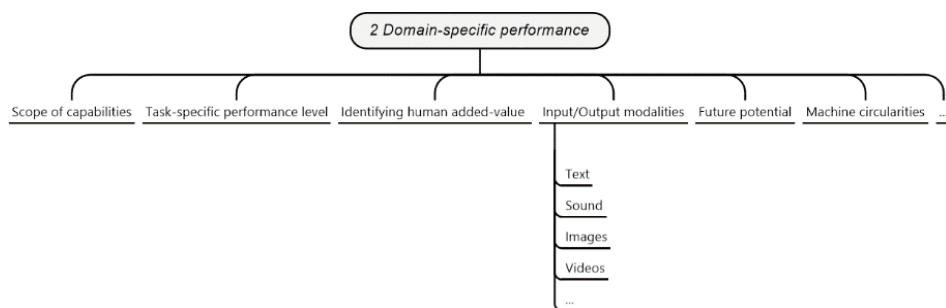 2 Domain-specific performance
Scope of capabilities
Task-specific performance level
Identifying human added-value
Input/Output modalities
Future potential
Machine circularities
...
Text
Sound
Images
Videos
...